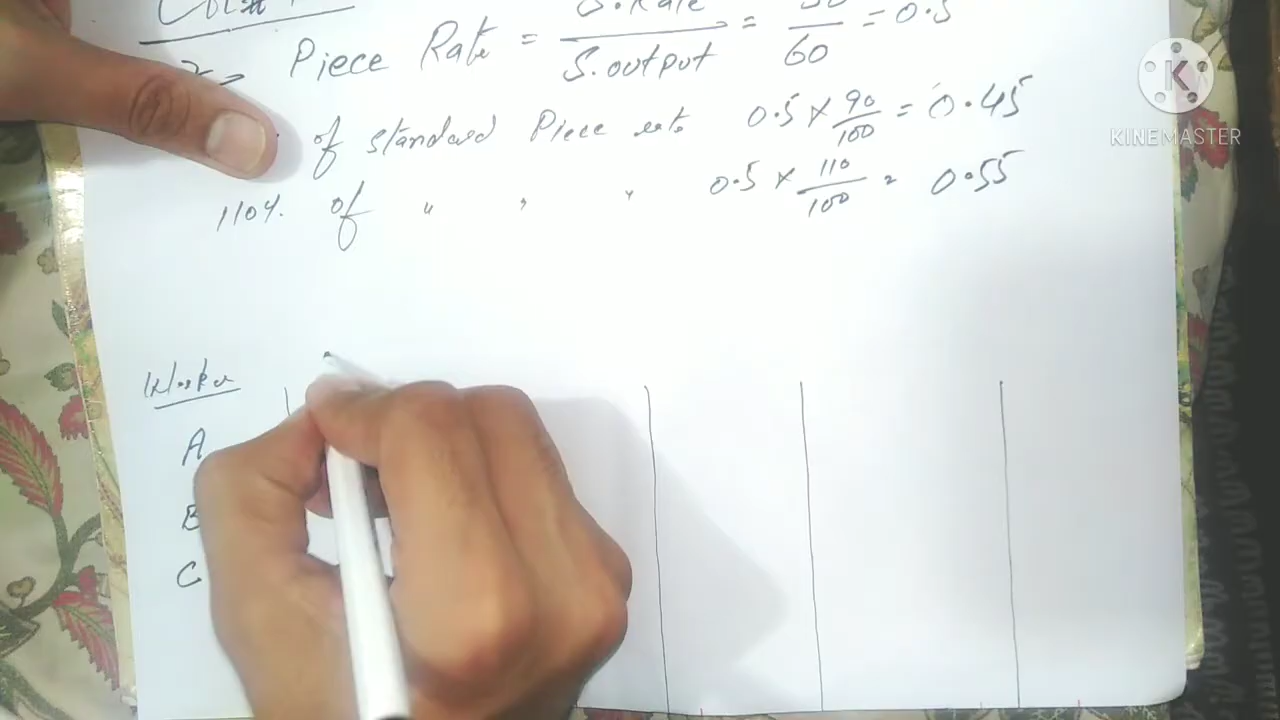 Piece Rate = S.Rate / S.output = 30 / 60 = 0.5
of standard Piece rate 0.5 × 90/100 = 0.45
110% of " " " 0.5 × 110/100 = 0.55
Worker
A
B
C
K
KINEMASTER